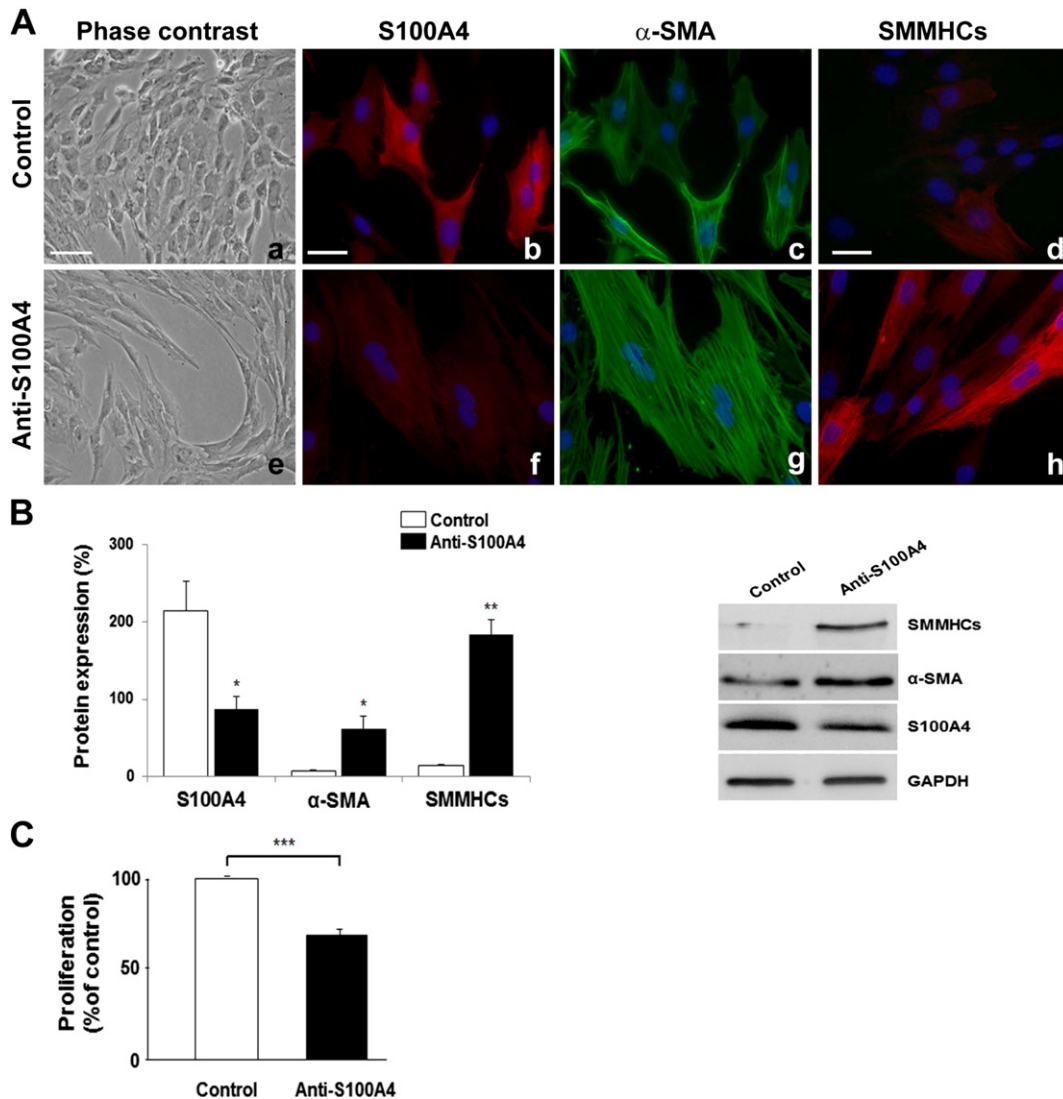 A
Phase contrast S100A4 α-SMA SMMHCs
Control
a b c d
Anti-S100A4
e f g h
B
Control
Anti-S100A4
Protein expression (%)
300
200
100
0
* * **
S100A4 α-SMA SMMHCs
Control Anti-S100A4
SMMHCs
α-SMA
S100A4
GAPDH
C
***
Proliferation
(%of control)
100
50
0
Control Anti-S100A4